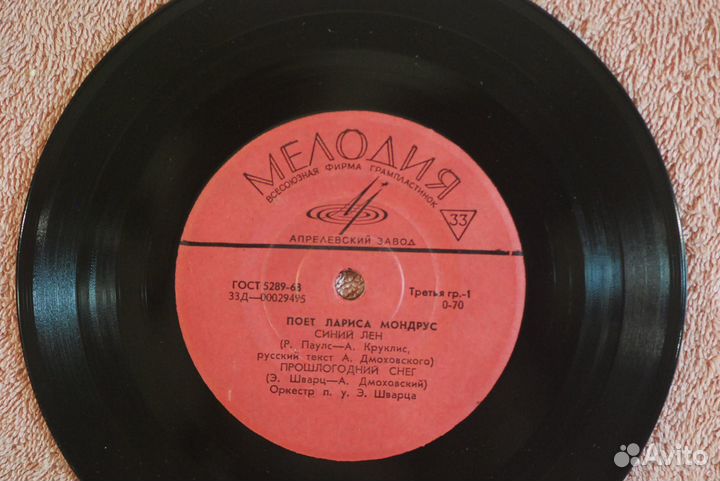 МЕЛОДИЯ
ВСЕСОЮЗНАЯ ФИРМА ГРАМПЛАСТИНОК
33
АПРЕЛЕВСКИЙ ЗАВОД
ГОСТ 5289-68
33Д—00029495
Третья гр.-1
0-70
ПОЕТ ЛАРИСА МОНДРУС
СИНИЙ ЛЕН
(Р. Паулс—А. Круклис,
русский текст А. Дмоховского)
ПРОШЛОГОДНИЙ СНЕГ
(Э. Шварц—А. Дмоховский)
Оркестр п. у. Э. Шварца
Avito